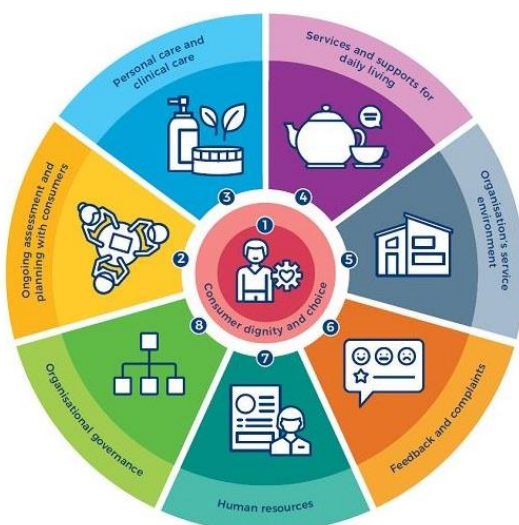 1
Consumer dignity and choice
2
Ongoing assessment and
planning with consumers
3
Personal care and
clinical care
4
Services and supports for
daily living
5
Organisation's service
environment
6
Feedback and complaints
7
Human resources
8
Organisational governance